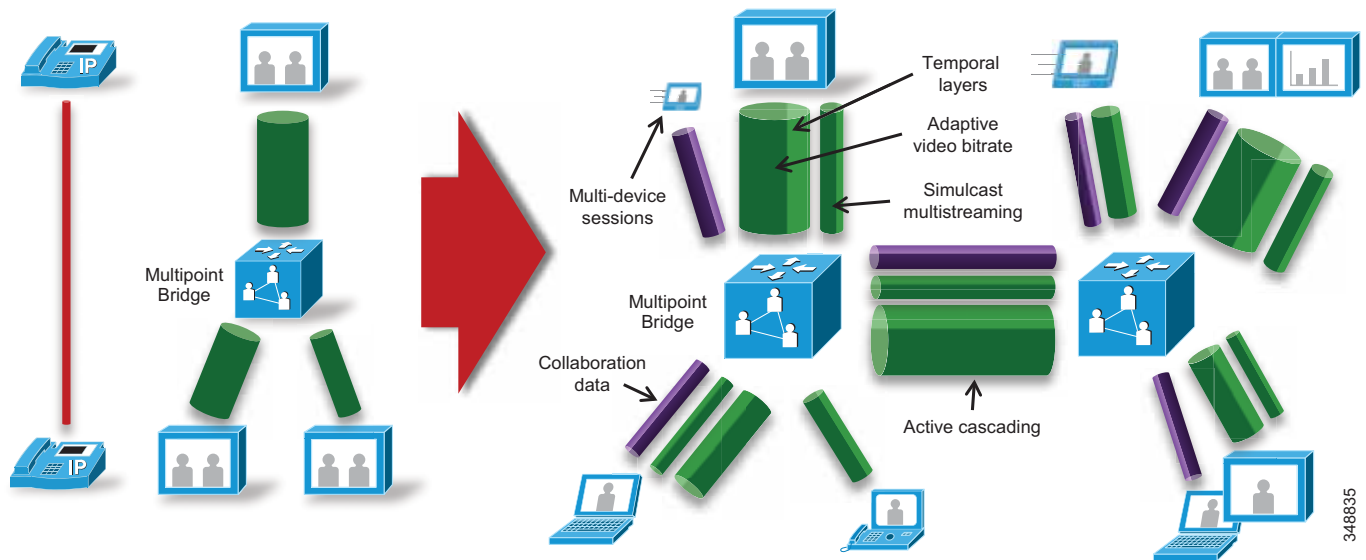 IP
IP
Multipoint
Bridge
Temporal
layers
Adaptive
video bitrate
Multi-device
sessions
Simulcast
multistreaming
Multipoint
Bridge
Collaboration
data
Active cascading
348835